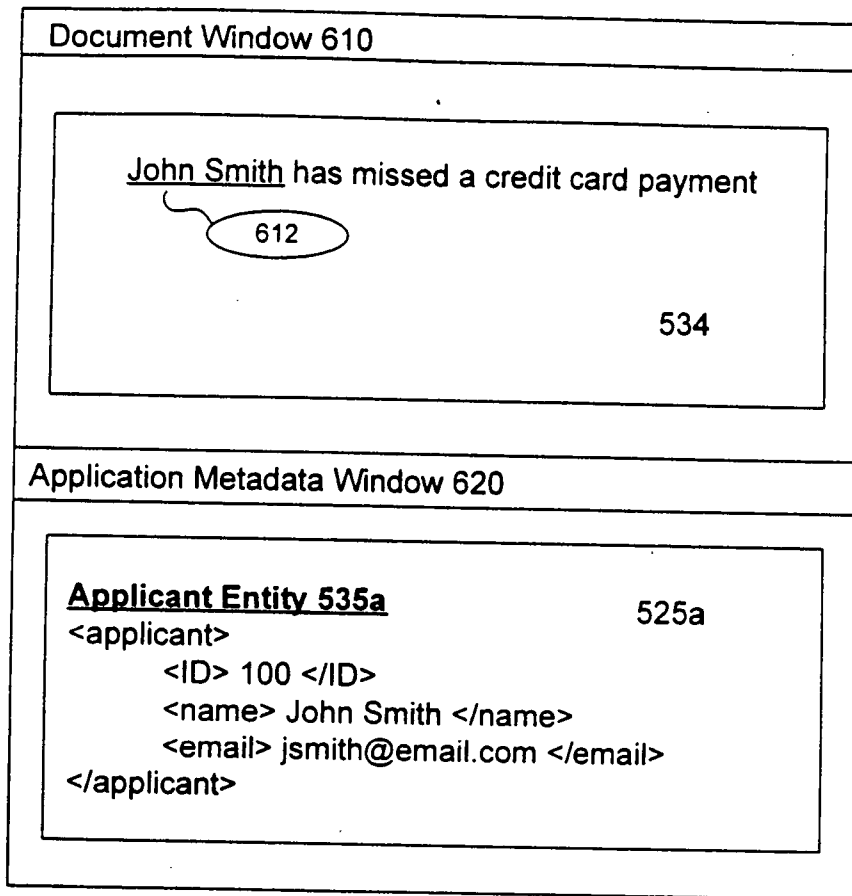 Document Window 610
John Smith has missed a credit card payment
612
534
Application Metadata Window 620
Applicant Entity 535a
525a
<applicant>
<ID> 100 </ID>
<name> John Smith </name>
<email> jsmith@email.com </email>
</applicant>